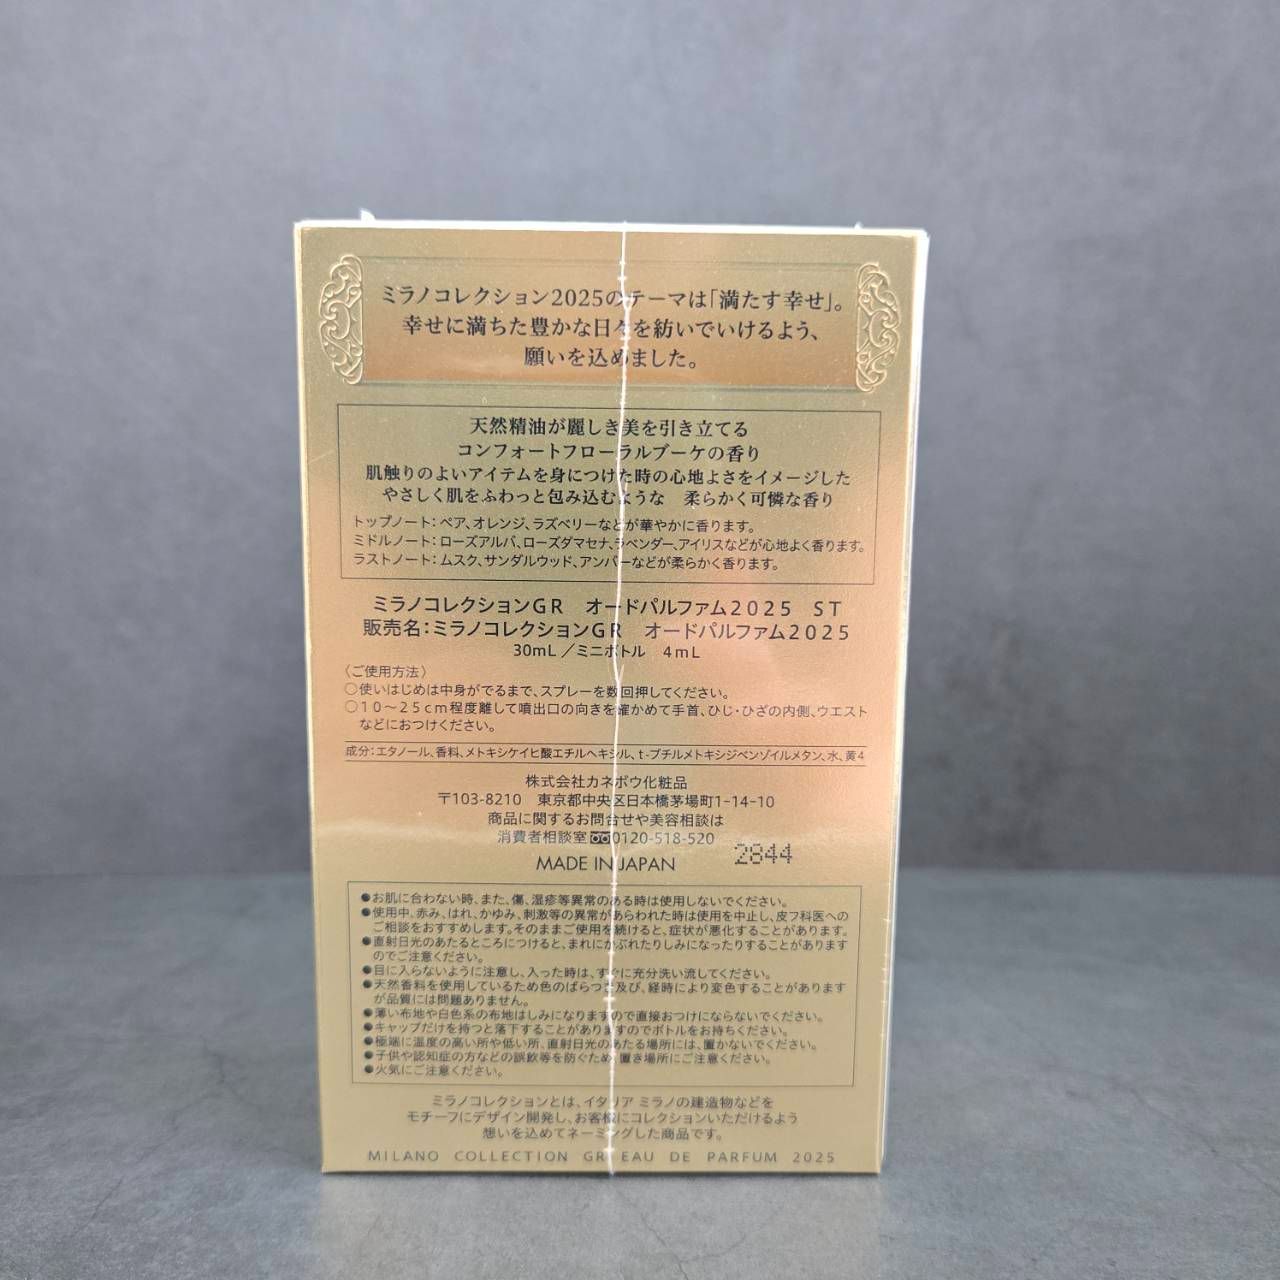 ミラノコレクション2025のテーマは「満たす幸せ」。
幸せに満ちた豊かな日々を紡いでいけるよう、
願いを込めました。
天然精油が麗しき美を引き立てる
コンフォートフローラルブーケの香り
肌触りのよいアイテムを身につけた時の心地よさをイメージした
やさしく肌をふわっと包み込むような 柔らかく可憐な香り
トップノート：ペア、オレンジ、ラズベリーなどが華やかに香ります。
ミドルノート：ローズアルバ、ローズダマセナ、ラベンダー、アイリスなどが心地よく香ります。
ラストノート：ムスク、サンダルウッド、アンバーなどが柔らかく香ります。
ミラノコレクションGR オードパルファム2025 ST
販売名：ミラノコレクションGR オードパルファム2025
30mL／ミニボトル 4mL
〈ご使用方法〉
○使いはじめは中身がでるまで、スプレーを数回押してください。
○10～25cm程度離して噴出口の向きを確かめて手首、ひじ・ひざの内側、ウエスト
などにおつけください。
成分：エタノール、香料、メトキシケイヒ酸エチルヘキシル、t-ブチルメトキシジベンゾイルメタン、水、黄4
株式会社カネボウ化粧品
〒103-8210 東京都中央区日本橋茅場町1-14-10
商品に関するお問合せや美容相談は
消費者相談室 0120-518-520
MADE IN JAPAN 2844
●お肌に合わない時、また、傷、湿疹等異常のある時は使用しないでください。
●使用中、赤み、はれ、かゆみ、刺激等の異常があらわれた時は使用を中止し、皮フ科医への
ご相談をおすすめします。そのままご使用を続けると、症状が悪化することがあります。
●直射日光のあたるところにつけると、まれにかぶれたりしみになったりすることがあります
のでご注意ください。
●目に入らないように注意し、入った時は、すぐに充分洗い流してください。
●天然香料を使用しているため色のばらつき及び、経時により変色することがあります
が品質には問題ありません。
●薄い布地や白色系の布地はしみになりますので直接おつけにならないでください。
●キャップだけを持つと落下することがありますのでボトルをお持ちください。
●極端に温度の高い所や低い所、直射日光のあたる場所には、置かないでください。
●子供や認知症の方などの誤飲等を防ぐため、置き場所にご注意ください。
●火気にご注意ください。
ミラノコレクションとは、イタリア ミラノの建造物などを
モチーフにデザイン開発し、お客様にコレクションいただけるよう
想いを込めてネーミングした商品です。
MILANO COLLECTION GR EAU DE PARFUM 2025